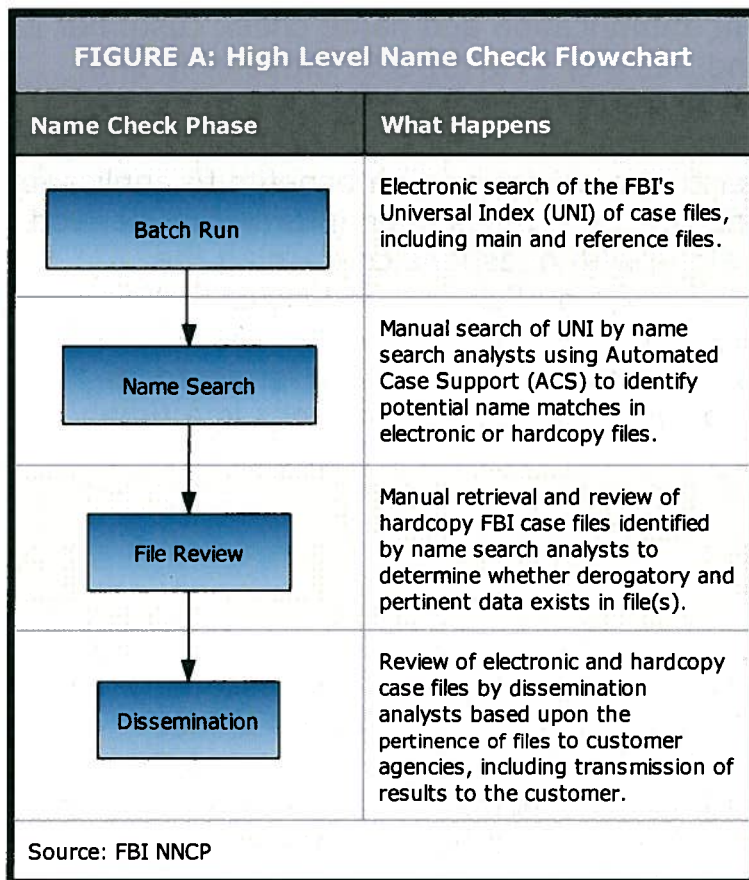 FIGURE A: High Level Name Check Flowchart
Name Check Phase
What Happens
Batch Run
Electronic search of the FBI's
Universal Index (UNI) of case files,
including main and reference files.
Name Search
Manual search of UNI by name
search analysts using Automated
Case Support (ACS) to identify
potential name matches in
electronic or hardcopy files.
File Review
Manual retrieval and review of
hardcopy FBI case files identified
by name search analysts to
determine whether derogatory and
pertinent data exists in file(s).
Dissemination
Review of electronic and hardcopy
case files by dissemination
analysts based upon the
pertinence of files to customer
agencies, including transmission of
results to the customer.
Source: FBI NNCP